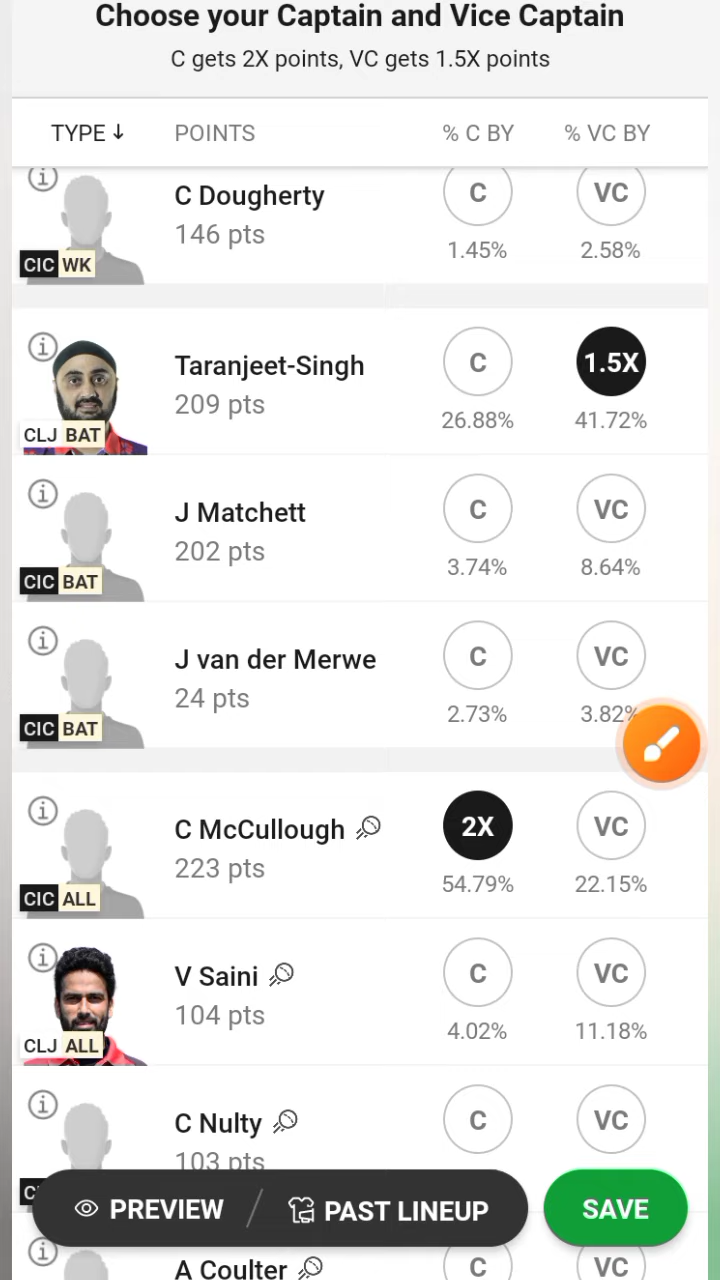 Choose your Captain and Vice Captain
C gets 2X points, VC gets 1.5X points
TYPE↓ POINTS % C BY % VC BY
C Dougherty C VC
146 pts 1.45% 2.58%
CIC WK
Taranjeet-Singh C 1.5X
209 pts 26.88% 41.72%
CLJ BAT
J Matchett C VC
202 pts 3.74% 8.64%
CIC BAT
J van der Merwe C VC
24 pts 2.73% 3.82%
CIC BAT
C McCullough 2X VC
223 pts 54.79% 22.15%
CIC ALL
V Saini C VC
104 pts 4.02% 11.18%
CLJ ALL
C Nulty C VC
103 pts
PREVIEW / PAST LINEUP SAVE
A Coulter C VC